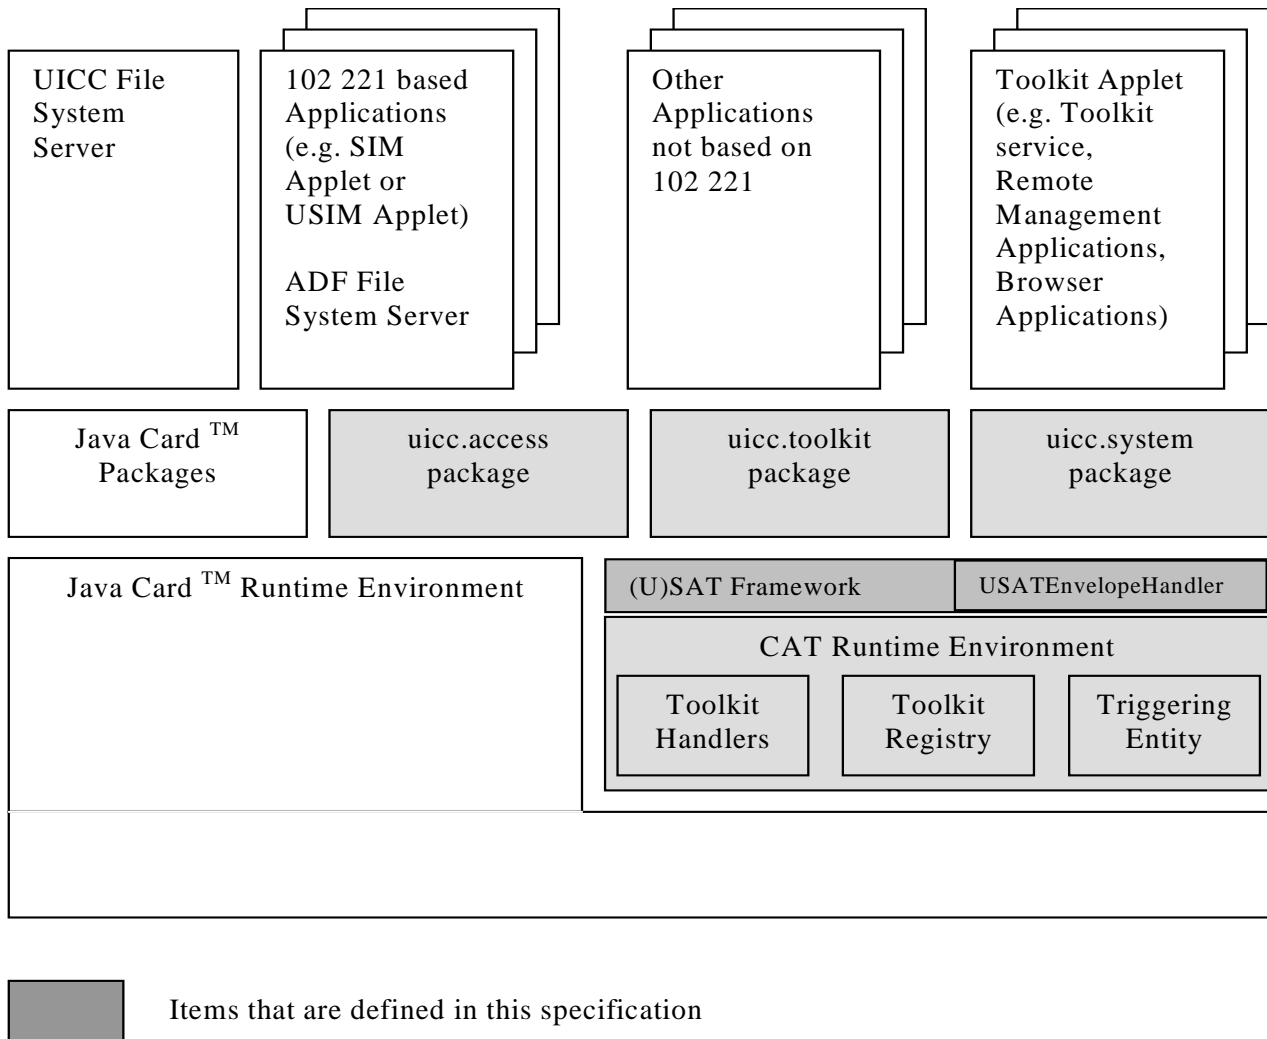 UICC File
System
Server
102 221 based
Applications
(e.g. SIM
Applet or
USIM Applet)
ADF File
System Server
Other
Applications
not based on
102 221
Toolkit Applet
(e.g. Toolkit
service,
Remote
Management
Applications,
Browser
Applications)
Java Card TM
Packages
uicc.access
package
uicc.toolkit
package
uicc.system
package
Java Card TM Runtime Environment
(U)SAT Framework
USATEnvelopeHandler
CAT Runtime Environment
Toolkit
Handlers
Toolkit
Registry
Triggering
Entity
Items that are defined in this specification